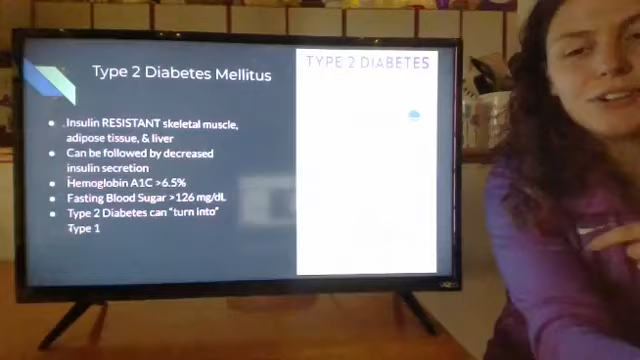 Type 2 Diabetes Mellitus
Insulin RESISTANT skeletal muscle,
adipose tissue, & liver
Can be followed by decreased
insulin secretion
Hemoglobin A1C >6.5%
Fasting Blood Sugar >126 mg/dL
Type 2 Diabetes can "turn into"
Type 1
TYPE 2 DIABETES
VIZIO